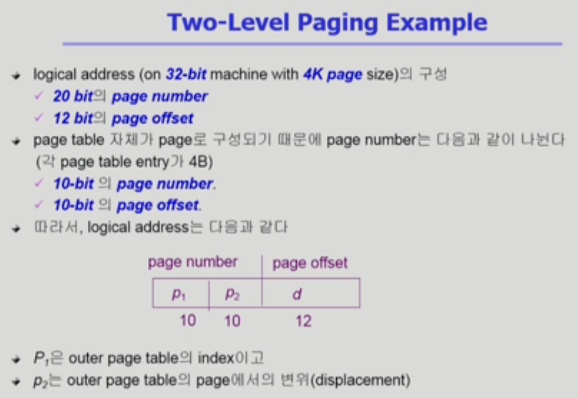 Two-Level Paging Example
logical address (on 32-bit machine with 4K page size)의 구성
✓ 20 bit의 page number
✓ 12 bit의 page offset
page table 자체가 page로 구성되기 때문에 page number는 다음과 같이 나뉜다
(각 page table entry가 4B)
✓ 10-bit 의 page number.
✓ 10-bit 의 page offset.
따라서, logical address는 다음과 같다
page number page offset
p₁ p₂ d
10 10 12
P₁은 outer page table의 index이고
p₂는 outer page table의 page에서의 변위(displacement)